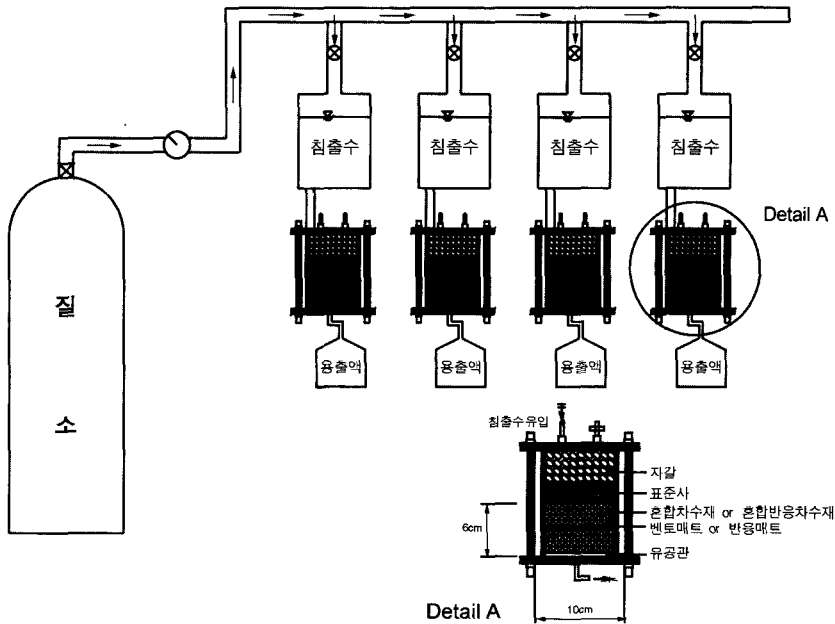 침출수
침출수
침출수
침출수
Detail A
질
소
용출액
용출액
용출액
용출액
침출수유입
자갈
표준사
혼합차수재 or 혼합반응차수재
6cm
벤토매트 or 반응매트
유공관
10cm
Detail A